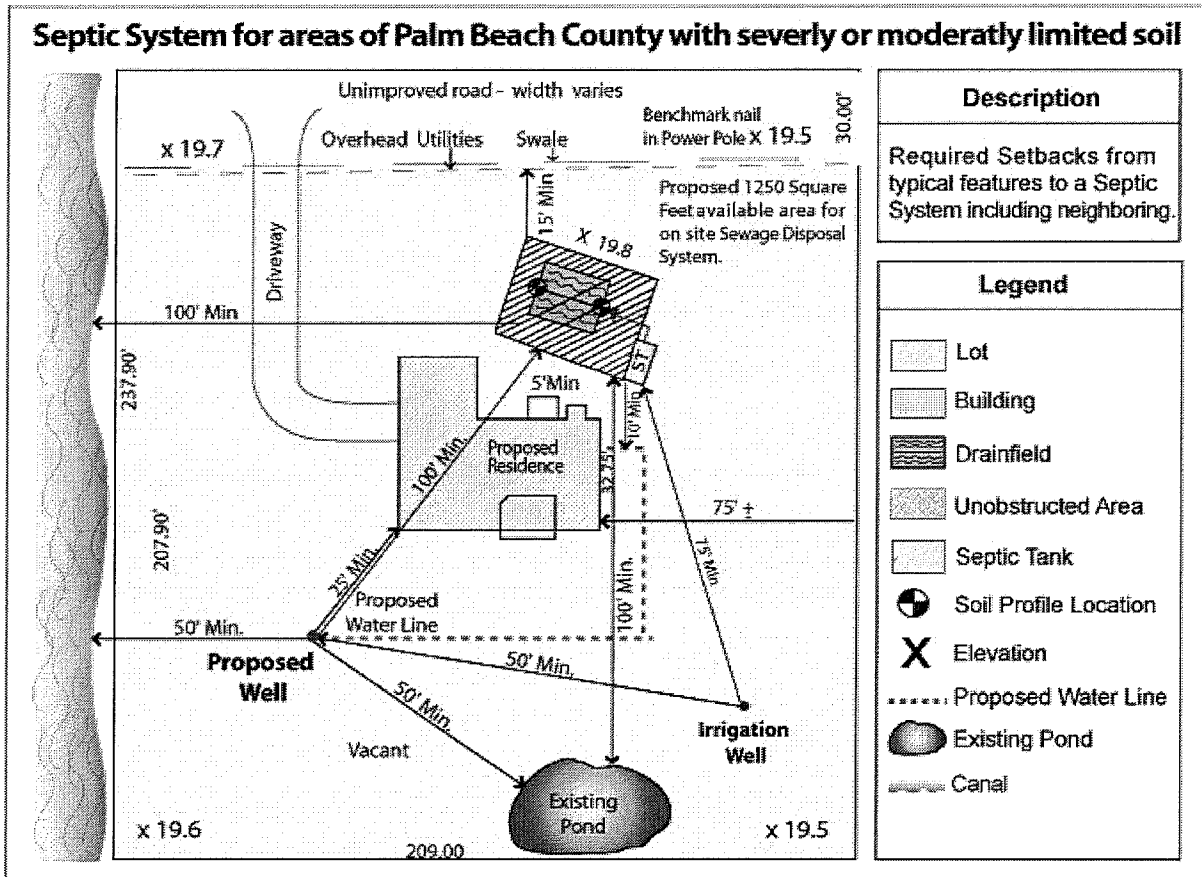 Septic System for areas of Palm Beach County with severly or moderatly limited soil
Unimproved road - width varies
Overhead Utilities
Swale
Benchmark nail
in Power Pole X 19.5
30.00'
x 19.7
15' Min
Proposed 1250 Square
Feet available area for
on site Sewage Disposal
System.
X 19.8
Driveway
100' Min
237.90'
ST
5'Min
10' Min
Proposed
Residence
100' Min.
32.75'
75' ±
75' Min.
207.90'
25' Min.
100' Min.
Proposed
Water Line
50' Min.
Proposed
Well
50' Min.
50' Min.
Irrigation
Well
Vacant
Existing
Pond
x 19.6
x 19.5
209.00
Description
Required Setbacks from
typical features to a Septic
System including neighboring.
Legend
Lot
Building
Drainfield
Unobstructed Area
Septic Tank
Soil Profile Location
X Elevation
Proposed Water Line
Existing Pond
Canal